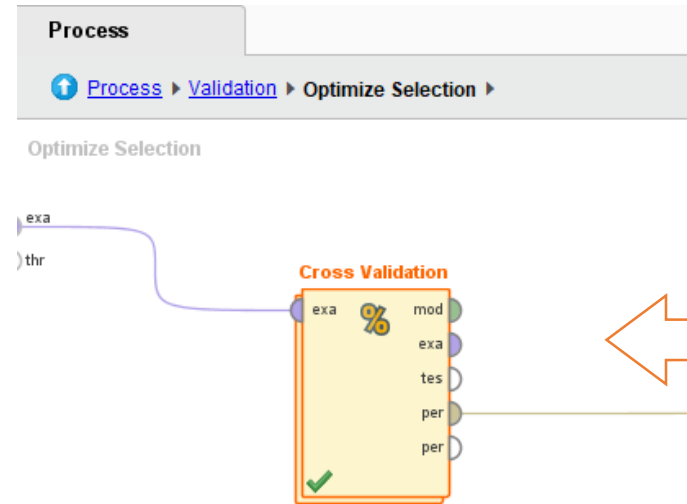 Process
Process Validation Optimize Selection
Optimize Selection
exa
thr
Cross Validation
exa % mod
exa
tes
per
per